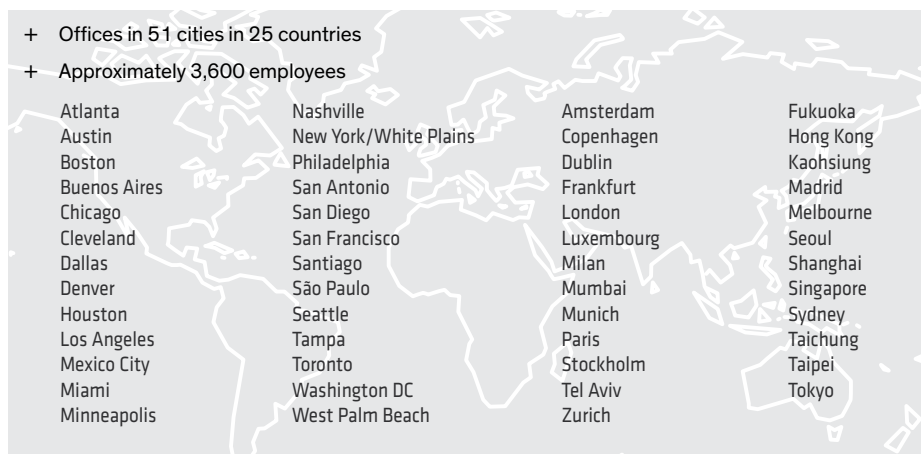 + Offices in 51 cities in 25 countries
+ Approximately 3,600 employees
Atlanta
Austin
Boston
Buenos Aires
Chicago
Cleveland
Dallas
Denver
Houston
Los Angeles
Mexico City
Miami
Minneapolis
Nashville
New York/White Plains
Philadelphia
San Antonio
San Diego
San Francisco
Santiago
São Paulo
Seattle
Tampa
Toronto
Washington DC
West Palm Beach
Amsterdam
Copenhagen
Dublin
Frankfurt
London
Luxembourg
Milan
Mumbai
Munich
Paris
Stockholm
Tel Aviv
Zurich
Fukuoka
Hong Kong
Kaohsiung
Madrid
Melbourne
Seoul
Shanghai
Singapore
Sydney
Taichung
Taipei
Tokyo